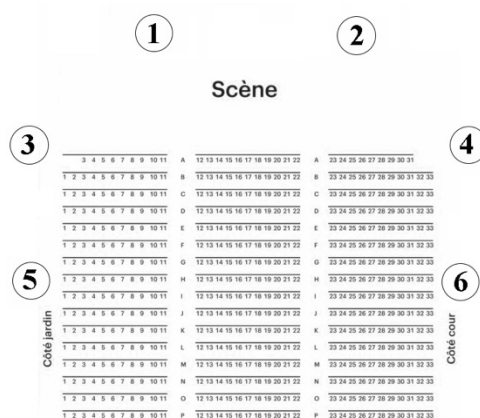 1 2
Scène
3 4
3 4 5 6 7 8 9 10 11 A 12 13 14 15 16 17 18 19 20 21 22 A 23 24 25 26 27 28 29 30 31
1 2 3 4 5 6 7 8 9 10 11 B 12 13 14 15 16 17 18 19 20 21 22 B 23 24 25 26 27 28 29 30 31 32 33
1 2 3 4 5 6 7 8 9 10 11 C 12 13 14 15 16 17 18 19 20 21 22 C 23 24 25 26 27 28 29 30 31 32 33
1 2 3 4 5 6 7 8 9 10 11 D 12 13 14 15 16 17 18 19 20 21 22 D 23 24 25 26 27 28 29 30 31 32 33
1 2 3 4 5 6 7 8 9 10 11 E 12 13 14 15 16 17 18 19 20 21 22 E 23 24 25 26 27 28 29 30 31 32 33
1 2 3 4 5 6 7 8 9 10 11 F 12 13 14 15 16 17 18 19 20 21 22 F 23 24 25 26 27 28 29 30 31 32 33
1 2 3 4 5 6 7 8 9 10 11 G 12 13 14 15 16 17 18 19 20 21 22 G 23 24 25 26 27 28 29 30 31 32 33
5 6
1 2 3 4 5 6 7 8 9 10 11 H 12 13 14 15 16 17 18 19 20 21 22 H 23 24 25 26 27 28 29 30 31 32 33
1 2 3 4 5 6 7 8 9 10 11 I 12 13 14 15 16 17 18 19 20 21 22 I 23 24 25 26 27 28 29 30 31 32 33
1 2 3 4 5 6 7 8 9 10 11 J 12 13 14 15 16 17 18 19 20 21 22 J 23 24 25 26 27 28 29 30 31 32 33
1 2 3 4 5 6 7 8 9 10 11 K 12 13 14 15 16 17 18 19 20 21 22 K 23 24 25 26 27 28 29 30 31 32 33
1 2 3 4 5 6 7 8 9 10 11 L 12 13 14 15 16 17 18 19 20 21 22 L 23 24 25 26 27 28 29 30 31 32 33
1 2 3 4 5 6 7 8 9 10 11 M 12 13 14 15 16 17 18 19 20 21 22 M 23 24 25 26 27 28 29 30 31 32 33
1 2 3 4 5 6 7 8 9 10 11 N 12 13 14 15 16 17 18 19 20 21 22 N 23 24 25 26 27 28 29 30 31 32 33
1 2 3 4 5 6 7 8 9 10 11 O 12 13 14 15 16 17 18 19 20 21 22 O 23 24 25 26 27 28 29 30 31 32 33
1 2 3 4 5 6 7 8 9 10 11 P 12 13 14 15 16 17 18 19 20 21 22 P 23 24 25 26 27 28 29 30 31 32 33
Côté jardin
Côté cour